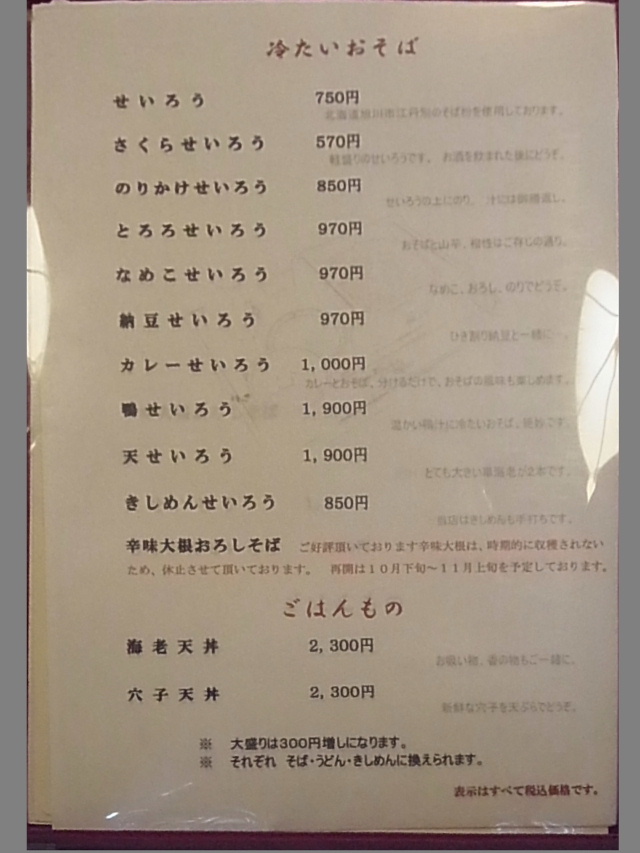 冷たいおそば
せいろう 750円
北海道旭川市江丹別のそば粉を使用しております。
さくらせいろう 570円
軽盛りのせいろうです。 お酒を飲まれた後にどうぞ。
のりかけせいろう 850円
せいろうの上にのり、 汁には御膳返し。
とろろせいろう 970円
おそばと山芋、相性はご存じの通り。
なめこせいろう 970円
なめこ、おろし、のりでどうぞ。
納豆せいろう 970円
ひき割り納豆と一緒に…。
カレーせいろう 1,000円
カレーとおそば、分けるだけで、おそばの風味も楽しめます。
鴨せいろう 1,900円
温かい鴨汁に冷たいおそば、絶妙です。
天せいろう 1,900円
とても大きい車海老が2本です。
きしめんせいろう 850円
当店はきしめんも手打ちです。
辛味大根おろしそば ご好評頂いております辛味大根は、時期的に収穫されない
ため、休止させて頂いております。 再開は10月下旬～11月上旬を予定しております。
ごはんもの
海老天丼 2,300円
お吸い物、香の物もご一緒に。
穴子天丼 2,300円
新鮮な穴子を天ぷらでどうぞ。
※ 大盛りは300円増しになります。
※ それぞれ そば・うどん・きしめんに換えられます。
表示はすべて税込価格です。